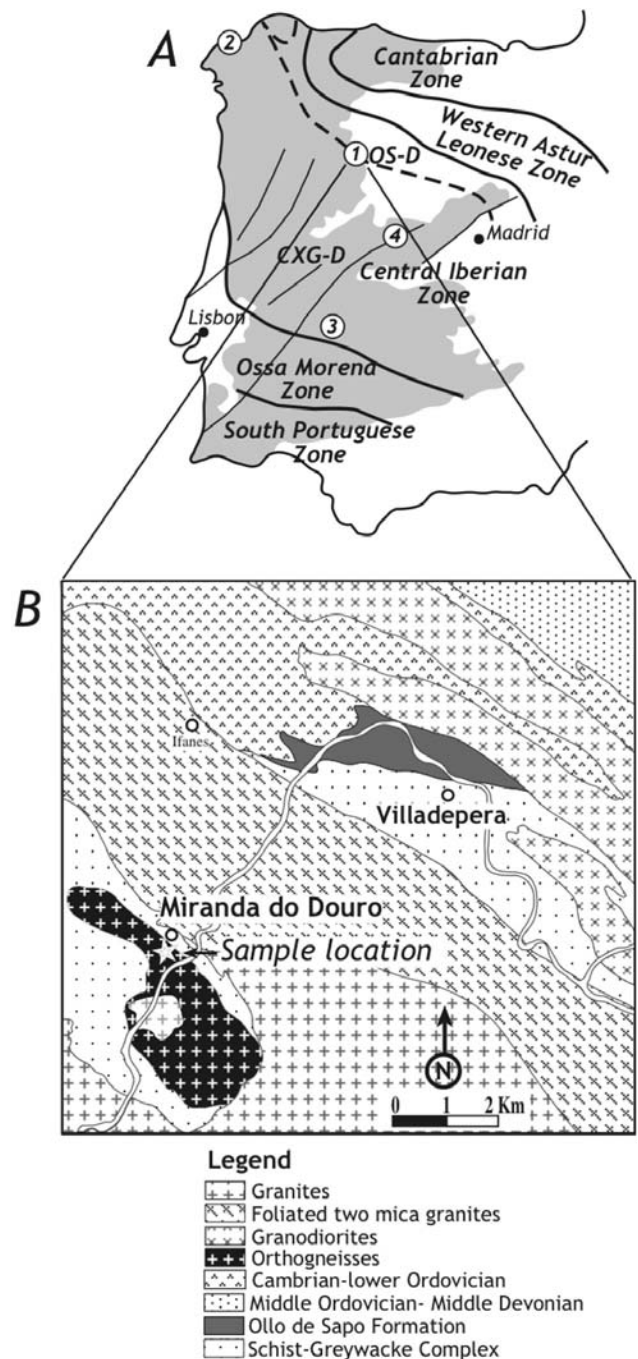 A
2
Cantabrian
Zone
Western Astur
Leonese Zone
1
OS-D
4
Madrid
CXG-D
Central Iberian
Zone
Lisbon
3
Ossa Morena
Zone
South Portuguese
Zone
B
Ifanes
Villadepera
Miranda do Douro
Sample location
N
0 1 2 Km
Legend
Granites
Foliated two mica granites
Granodiorites
Orthogneisses
Cambrian-lower Ordovician
Middle Ordovician- Middle Devonian
Ollo de Sapo Formation
Schist-Greywacke Complex